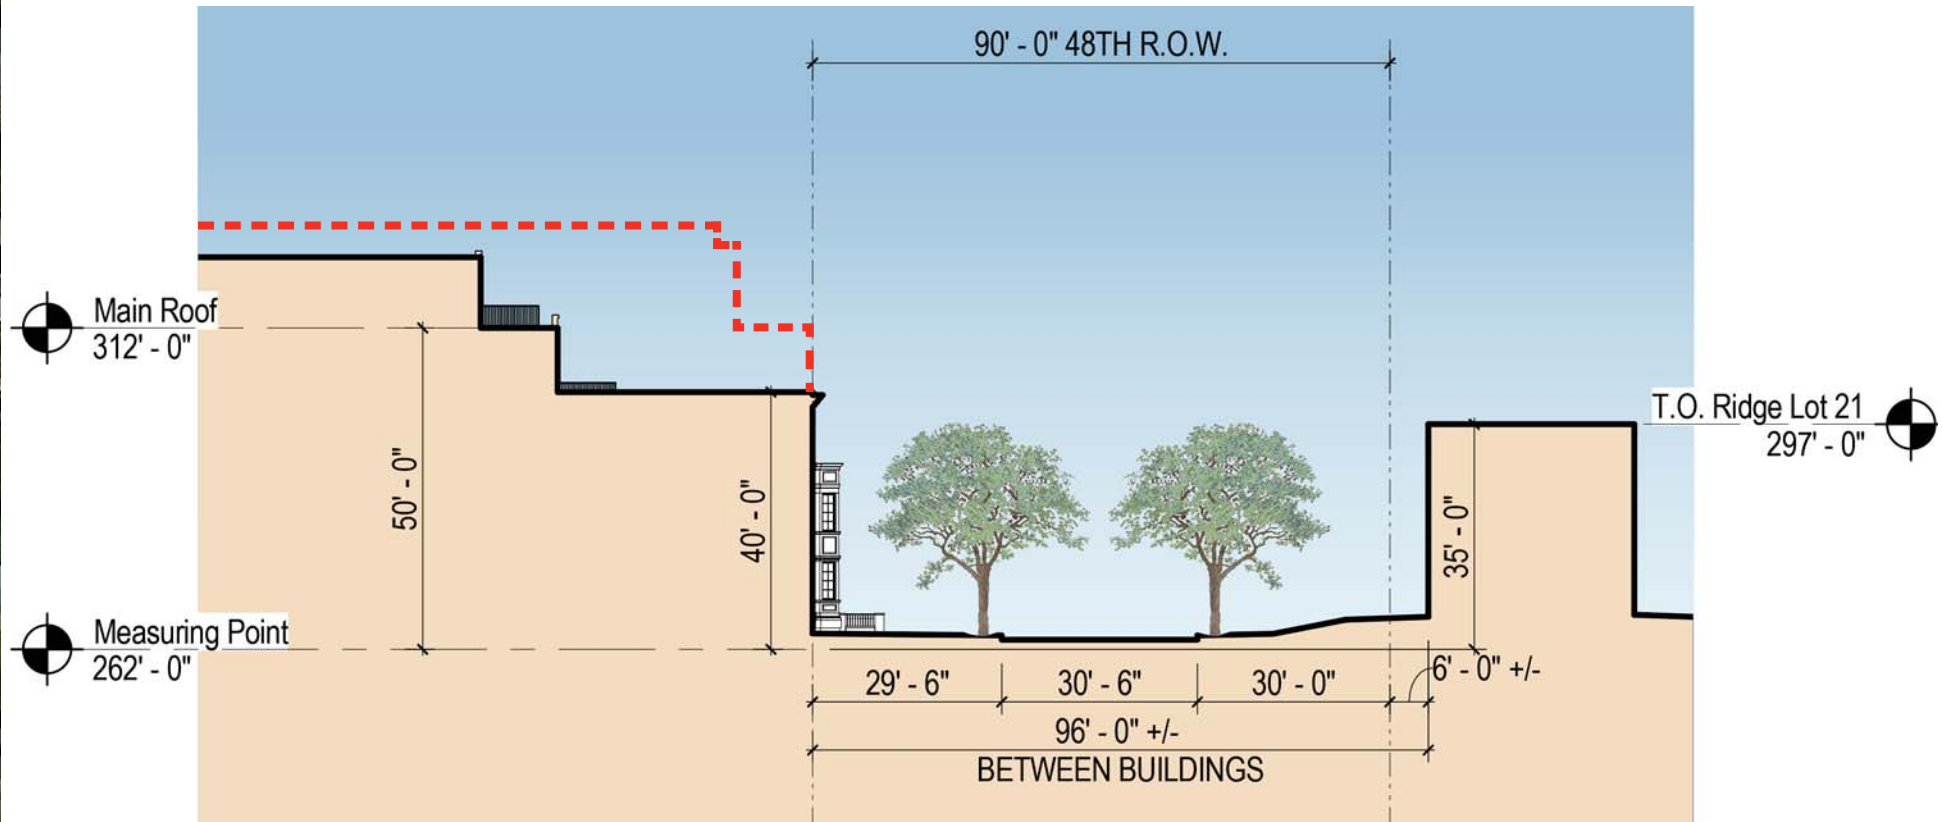 90' - 0" 48TH R.O.W.
Main Roof
312' - 0"
T.O. Ridge Lot 21
297' - 0"
50' - 0"
40' - 0"
35' - 0"
Measuring Point
262' - 0"
29' - 6"
30' - 6"
30' - 0"
6' - 0" +/-
96' - 0" +/-
BETWEEN BUILDINGS